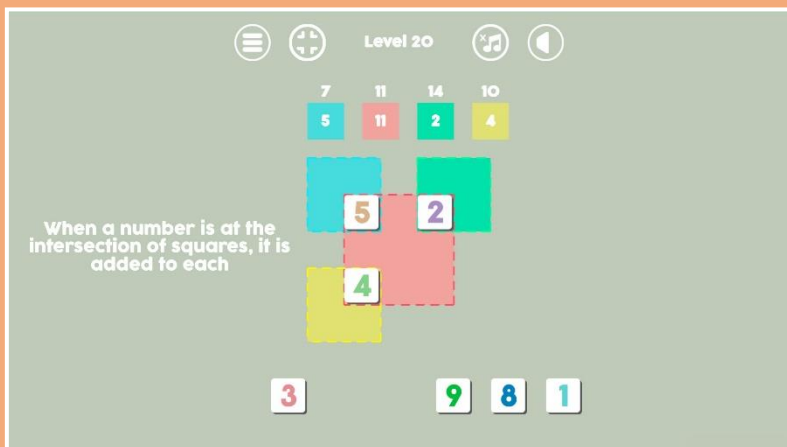 Level 20
7 11 14 10
5 11 2 4
5 2
When a number is at the
intersection of squares, it is
added to each
4
3 9 8 1